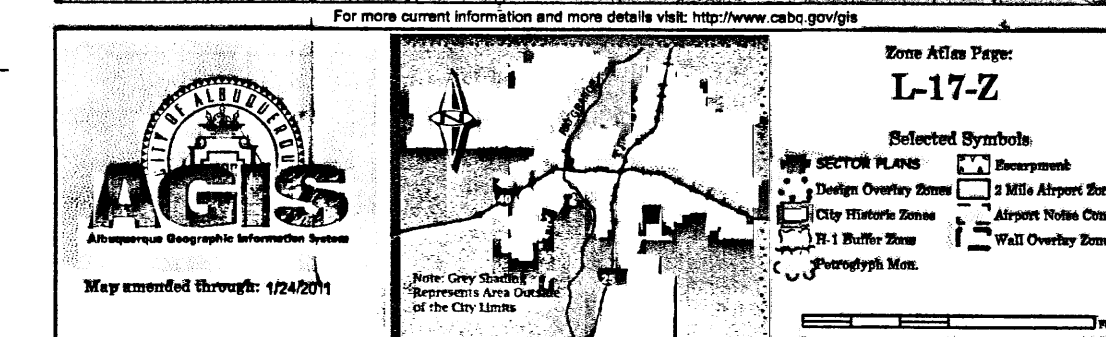 For more current information and more details visit: http://www.cabq.gov/gis
CITY OF ALBUQUERQUE
AGIS
Albuquerque Geographic Information System
Map amended through: 1/24/2011
RIO GRANDE
N
40
25
Note: Grey Shading
Represents Area Outside
of the City Limits
Zone Atlas Page:
L-17-Z
Selected Symbols
SECTOR PLANS
Design Overlay Zones
City Historic Zones
H-1 Buffer Zone
Petroglyph Mon.
Escarpment
2 Mile Airport Zon
Airport Noise Con
Wall Overlay Zone